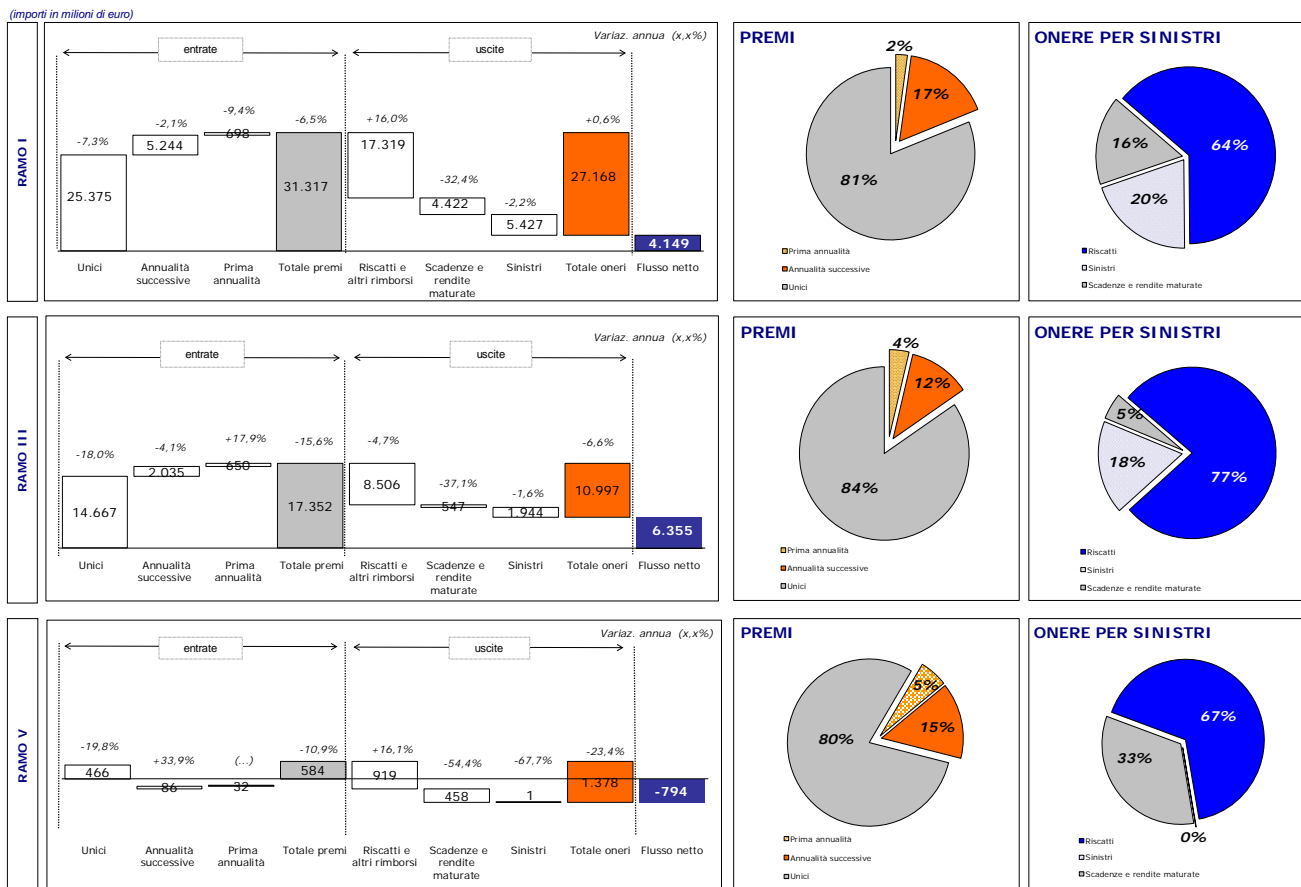 (importi in milioni di euro)
RAMO I
Variaz. annua (x,x%)
entrate
uscite
-7,3%
-2,1%
-9,4%
-6,5%
+16,0%
-32,4%
-2,2%
+0,6%
25.375
5.244
698
31.317
17.319
4.422
5.427
27.168
4.149
Unici
Annualità successive
Prima annualità
Totale premi
Riscatti e altri rimborsi
Scadenze e rendite maturate
Sinistri
Totale oneri
Flusso netto
PREMI
2%
17%
81%
Prima annualità
Annualità successive
Unici
ONERE PER SINISTRI
64%
16%
20%
Riscatti
Sinistri
Scadenze e rendite maturate
RAMO III
Variaz. annua (x,x%)
entrate
uscite
-18,0%
-4,1%
+17,9%
-15,6%
-4,7%
-37,1%
-1,6%
-6,6%
14.667
2.035
650
17.352
8.506
547
1.944
10.997
6.355
Unici
Annualità successive
Prima annualità
Totale premi
Riscatti e altri rimborsi
Scadenze e rendite maturate
Sinistri
Totale oneri
Flusso netto
PREMI
4%
12%
84%
Prima annualità
Annualità successive
Unici
ONERE PER SINISTRI
5%
18%
77%
Riscatti
Sinistri
Scadenze e rendite maturate
RAMO V
Variaz. annua (x,x%)
entrate
uscite
-19,8%
+33,9%
(...)
-10,9%
+16,1%
-54,4%
-67,7%
-23,4%
466
86
32
584
919
458
1
1.378
-794
Unici
Annualità successive
Prima annualità
Totale premi
Riscatti e altri rimborsi
Scadenze e rendite maturate
Sinistri
Totale oneri
Flusso netto
PREMI
5%
15%
80%
Prima annualità
Annualità successive
Unici
ONERE PER SINISTRI
67%
33%
0%
Riscatti
Sinistri
Scadenze e rendite maturate